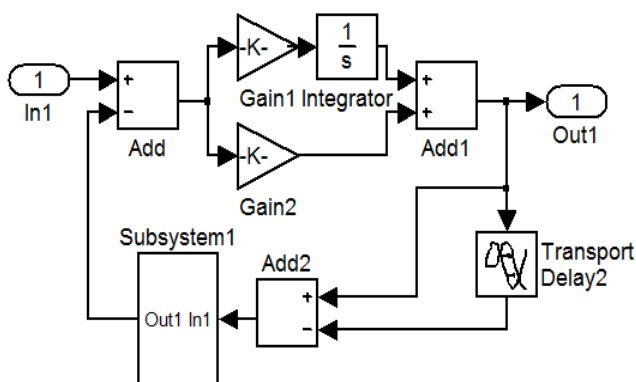 1
In1
+
−
Add
-K-
Gain1
1
s
Integrator
-K-
Gain2
+
+
Add1
1
Out1
Subsystem1
Out1 In1
Add2
+
−
Transport
Delay2